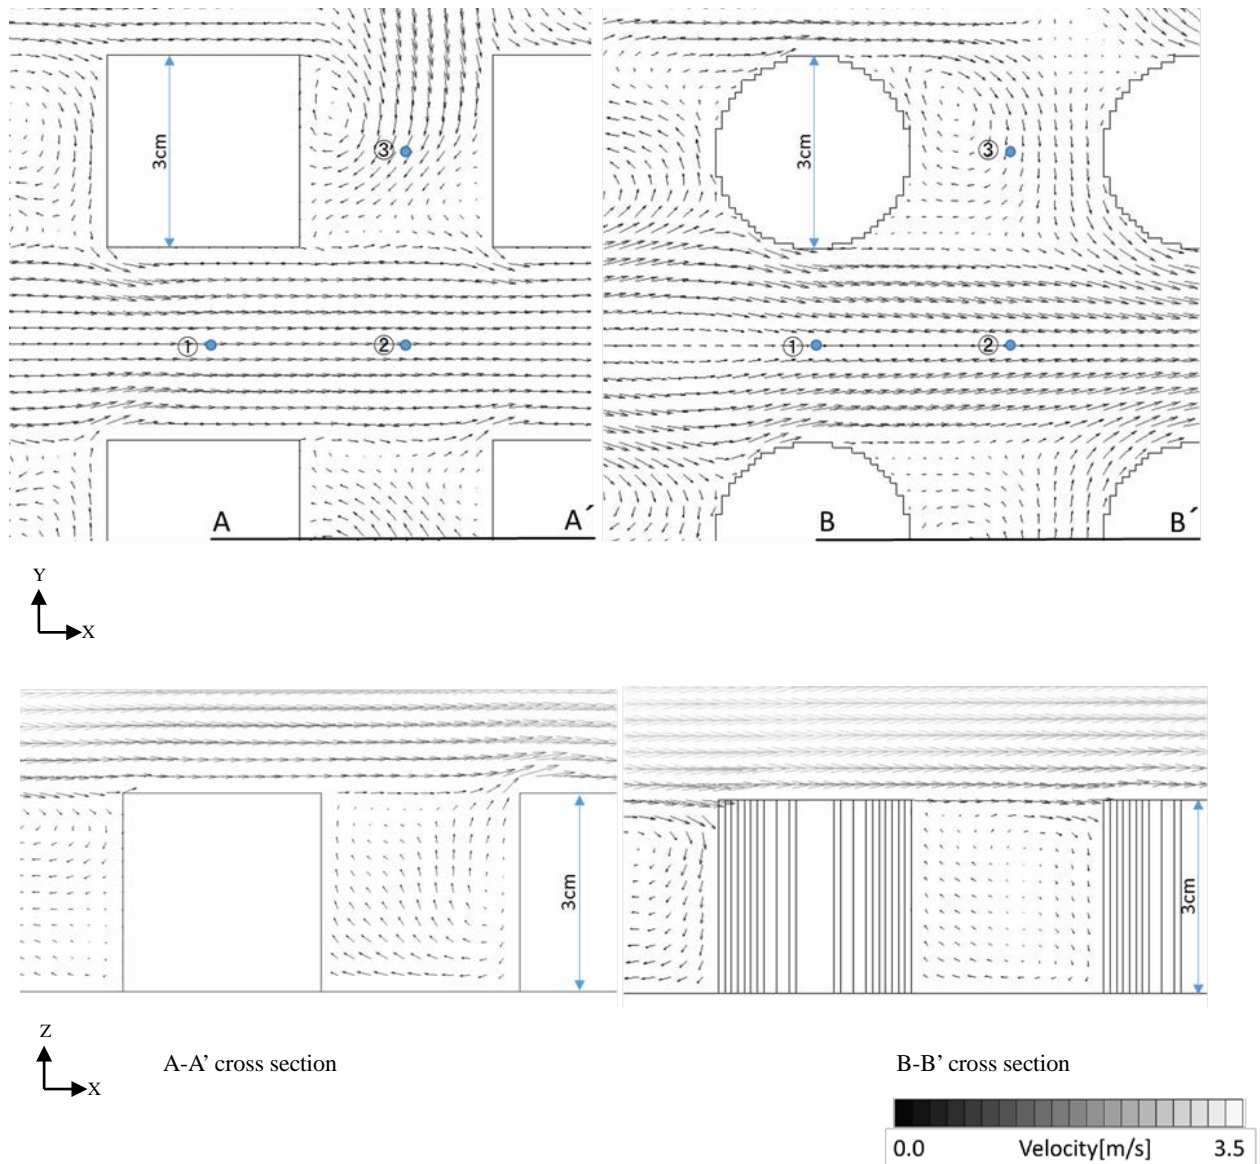 3cm
③
①
②
A
A´
3cm
③
①
②
B
B´
Y
X
3cm
3cm
Z
X
A-A’ cross section
B-B’ cross section
0.0 Velocity[m/s] 3.5